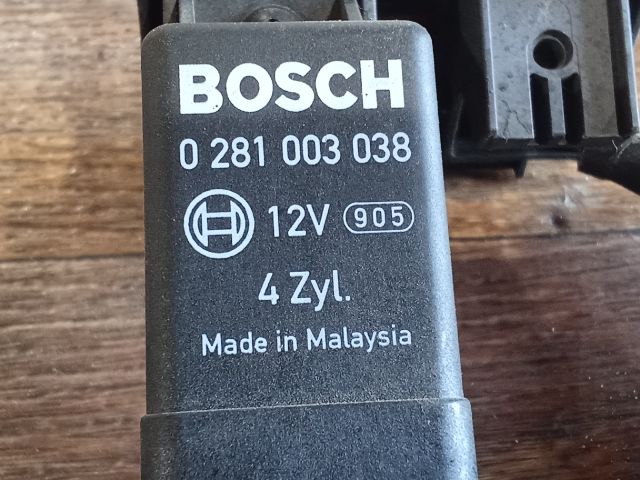 BOSCH
0 281 003 038
12V 905
4 Zyl.
Made in Malaysia